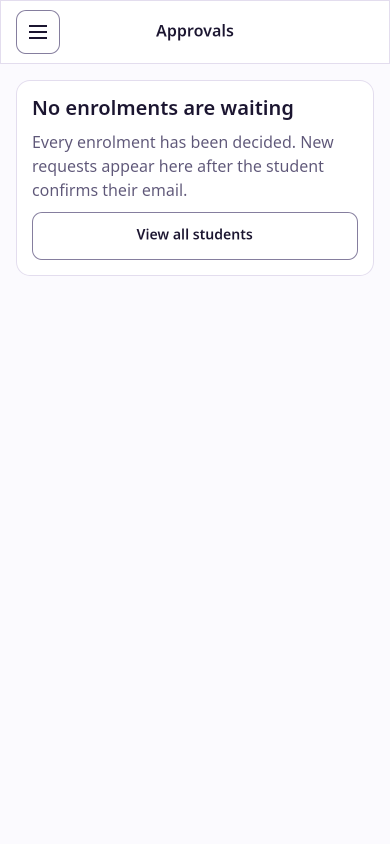 Approvals
No enrolments are waiting
Every enrolment has been decided. New
requests appear here after the student
confirms their email.
View all students